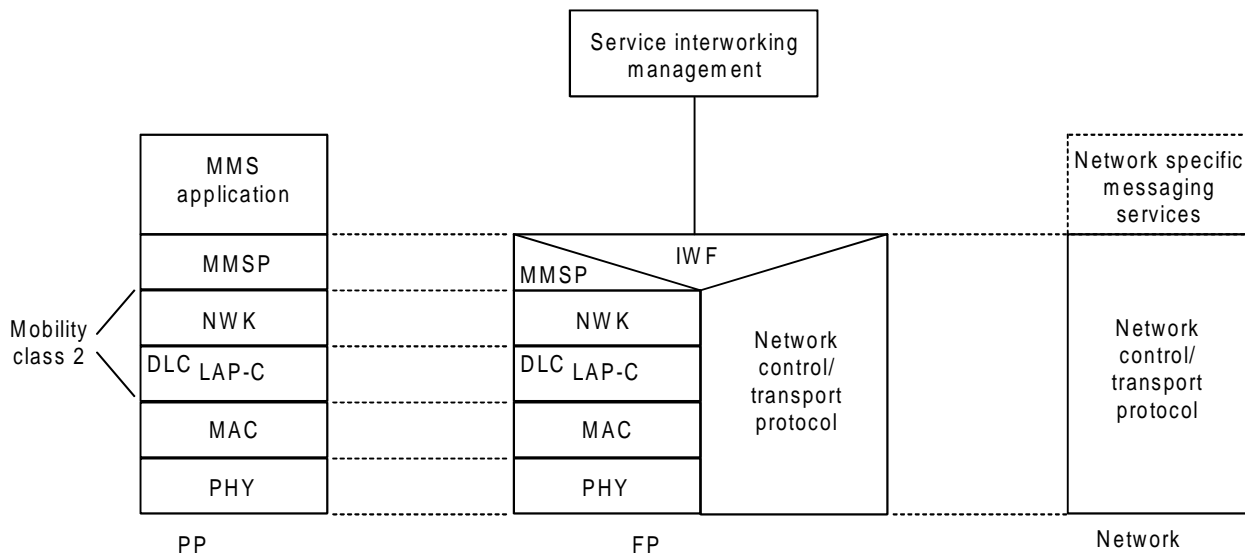 Service interworking
management
MMS
application
Network specific
messaging
services
MMSP
IWF
MMSP
Mobility
class 2
NWK
NWK
Network
control/
transport
protocol
Network
control/
transport
protocol
DLC LAP-C
DLC LAP-C
MAC
MAC
PHY
PHY
PP
FP
Network